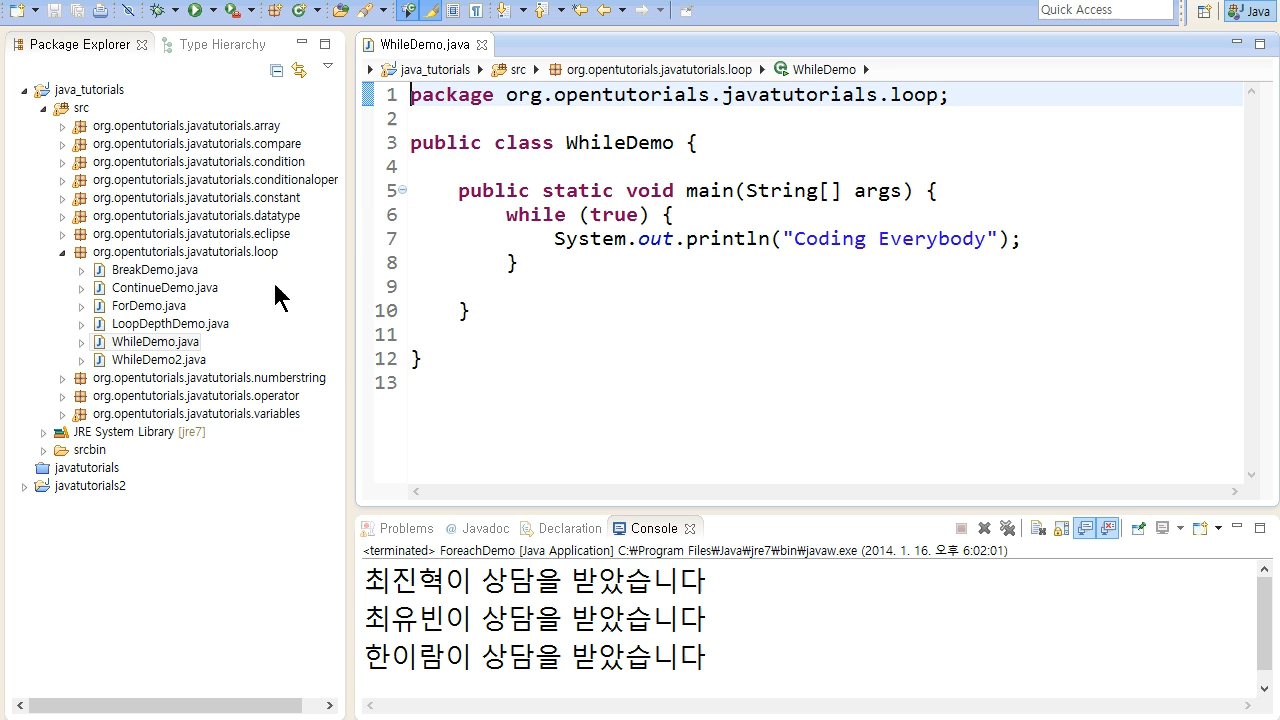 Quick Access
Java
Package Explorer
Type Hierarchy
java_tutorials
src
org.opentutorials.javatutorials.array
org.opentutorials.javatutorials.compare
org.opentutorials.javatutorials.condition
org.opentutorials.javatutorials.conditionaloper
org.opentutorials.javatutorials.constant
org.opentutorials.javatutorials.datatype
org.opentutorials.javatutorials.eclipse
org.opentutorials.javatutorials.loop
BreakDemo.java
ContinueDemo.java
ForDemo.java
LoopDepthDemo.java
WhileDemo.java
WhileDemo2.java
org.opentutorials.javatutorials.numberstring
org.opentutorials.javatutorials.operator
org.opentutorials.javatutorials.variables
JRE System Library [jre7]
srcbin
javatutorials
javatutorials2
WhileDemo.java
java_tutorials src org.opentutorials.javatutorials.loop WhileDemo
1 package org.opentutorials.javatutorials.loop;
2
3 public class WhileDemo {
4
5 public static void main(String[] args) {
6 while (true) {
7 System.out.println("Coding Everybody");
8 }
9
10 }
11
12 }
13
Problems @ Javadoc Declaration Console
<terminated> ForeachDemo [Java Application] C:₩Program Files₩Java₩jre7₩bin₩javaw.exe (2014. 1. 16. 오후 6:02:01)
최진혁이 상담을 받았습니다
최유빈이 상담을 받았습니다
한이람이 상담을 받았습니다